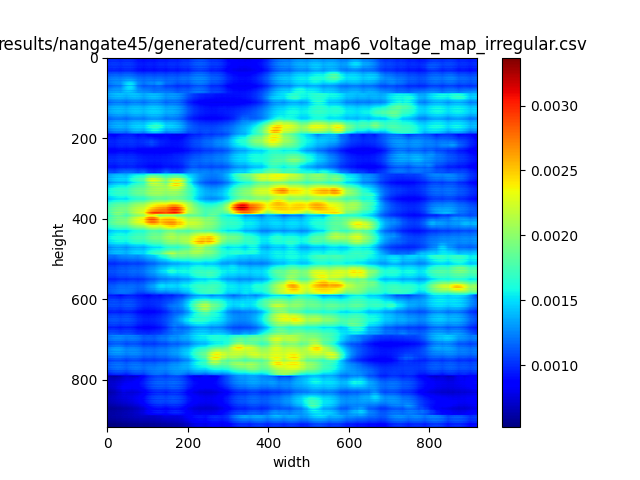 results/nangate45/generated/current_map6_voltage_map_irregular.csv
0
200
400
600
800
height
0 200 400 600 800
width
0.0030
0.0025
0.0020
0.0015
0.0010